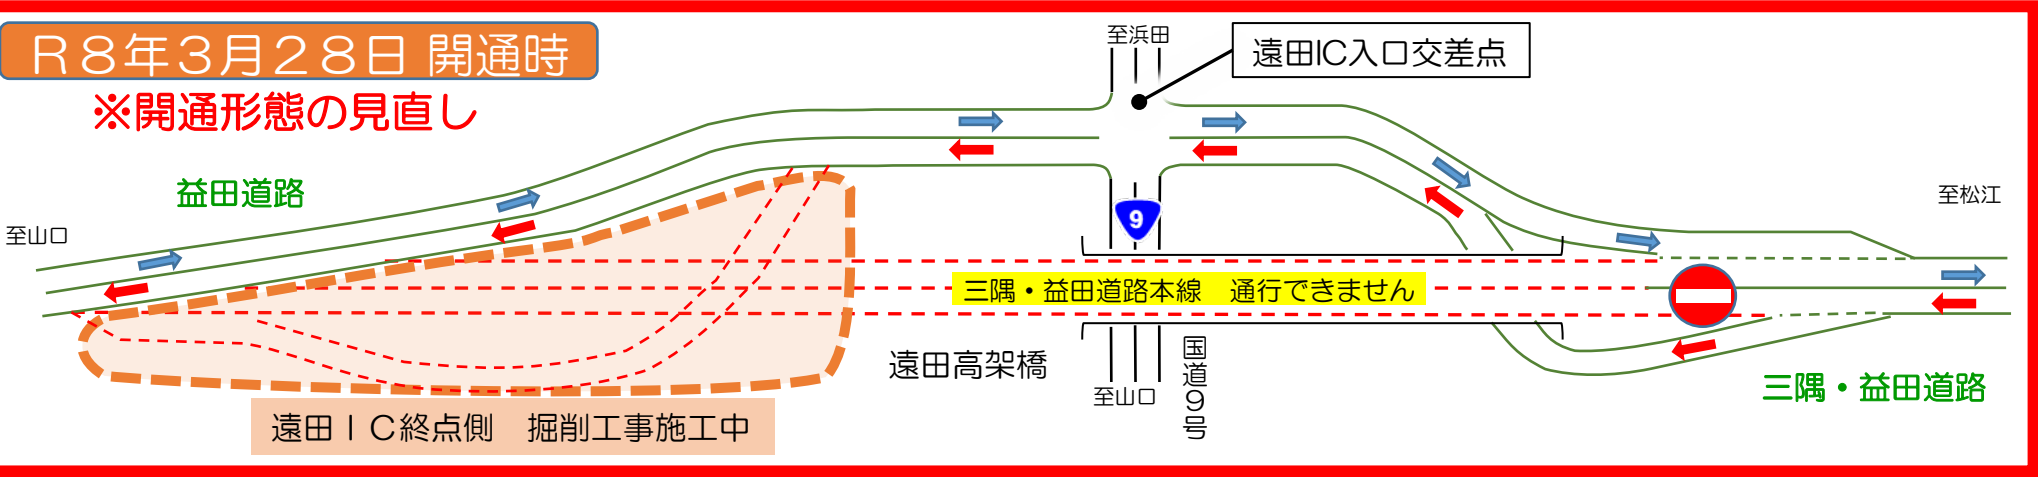 R8年3月28日 開通時
※開通形態の見直し
至浜田
遠田IC入口交差点
益田道路
至山口
9
至松江
三隅・益田道路本線　通行できません
遠田高架橋
国道9号
至山口
三隅・益田道路
遠田IC終点側　掘削工事施工中